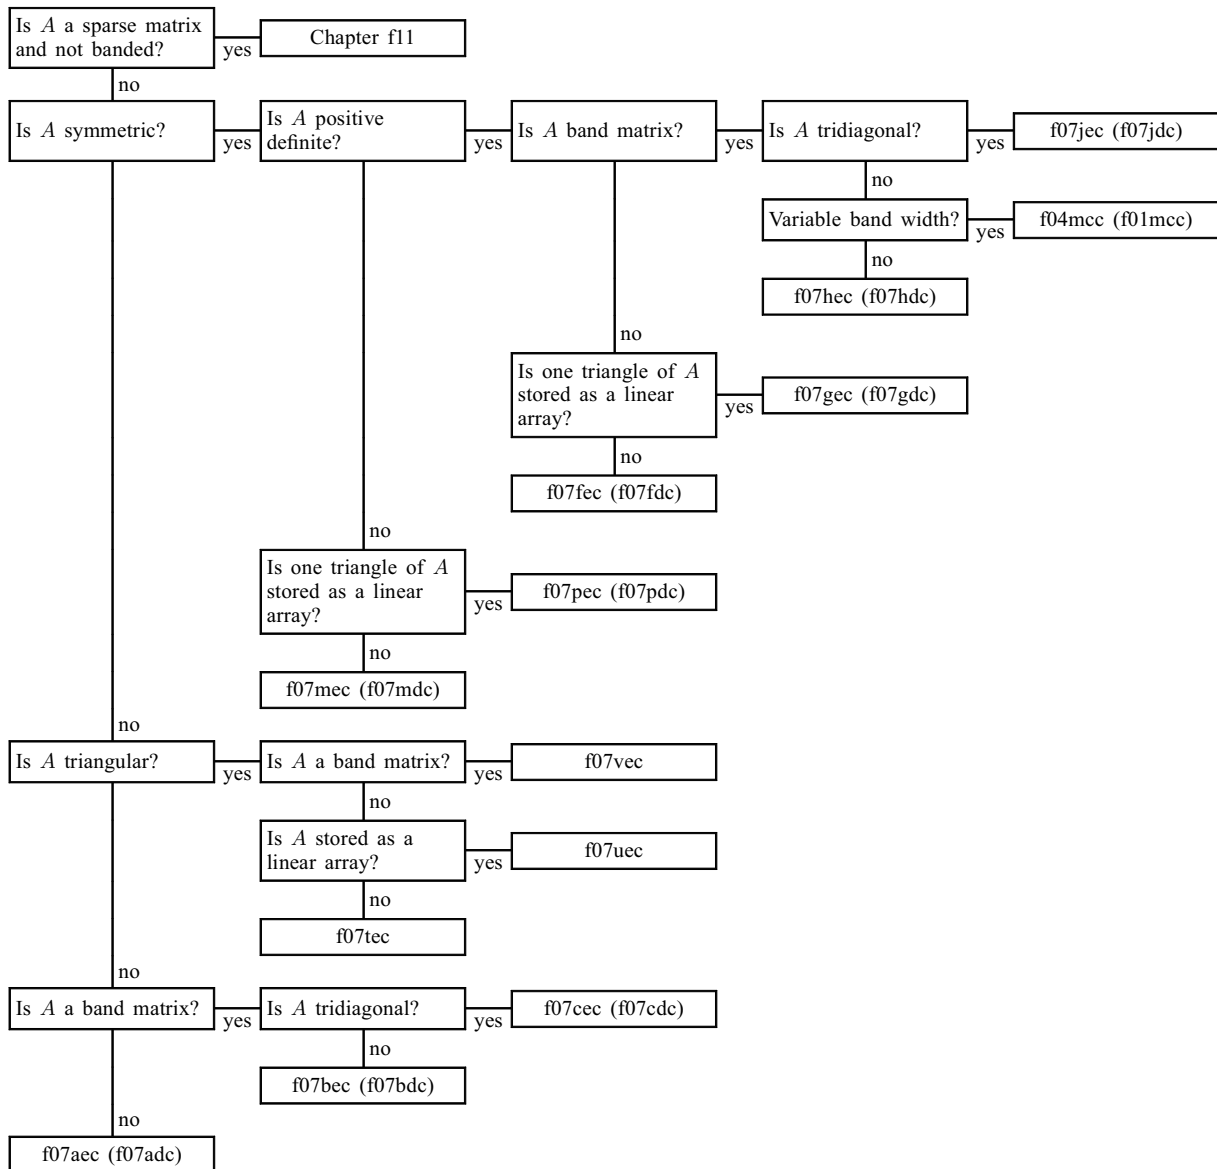 Is A a sparse matrix
and not banded?
yes
Chapter f11
no
Is A symmetric?
yes
Is A positive
definite?
yes
Is A band matrix?
yes
Is A tridiagonal?
yes
f07jec (f07jdc)
no
Variable band width?
yes
f04mcc (f01mcc)
no
f07hec (f07hdc)
no
Is one triangle of A
stored as a linear
array?
yes
f07gec (f07gdc)
no
f07fec (f07fdc)
no
Is one triangle of A
stored as a linear
array?
yes
f07pec (f07pdc)
no
f07mec (f07mdc)
no
Is A triangular?
yes
Is A a band matrix?
yes
f07vec
no
Is A stored as a
linear array?
yes
f07uec
no
f07tec
no
Is A a band matrix?
yes
Is A tridiagonal?
yes
f07cec (f07cdc)
no
f07bec (f07bdc)
no
f07aec (f07adc)